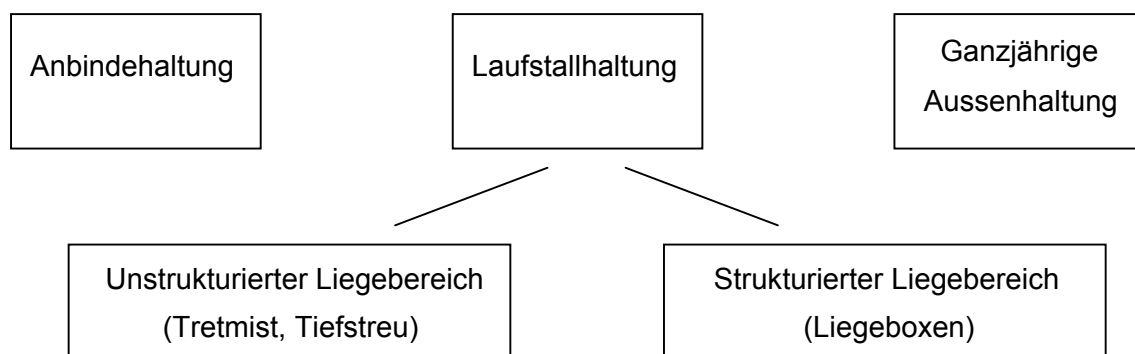 Anbindehaltung
Laufstallhaltung
Ganzjährige
Aussenhaltung
Unstrukturierter Liegebereich
(Tretmist, Tiefstreu)
Strukturierter Liegebereich
(Liegeboxen)